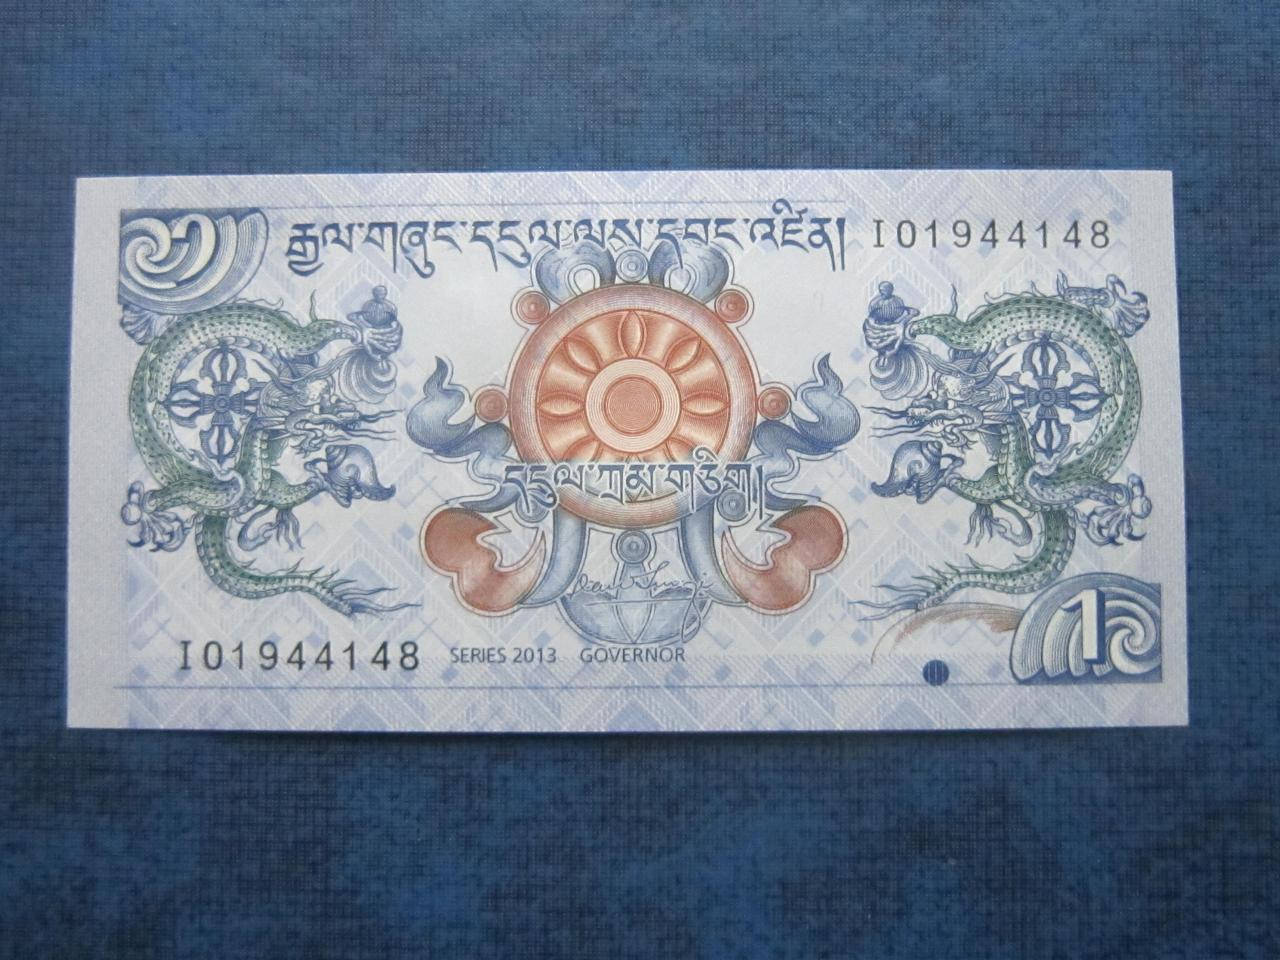 ༡ རྒྱལ་གཞུང་དངུལ་ལས་དབང་འཛིན། I01944148
དངུལ་ཀྲམ་གཅིག།
I01944148 SERIES 2013 GOVERNOR 1